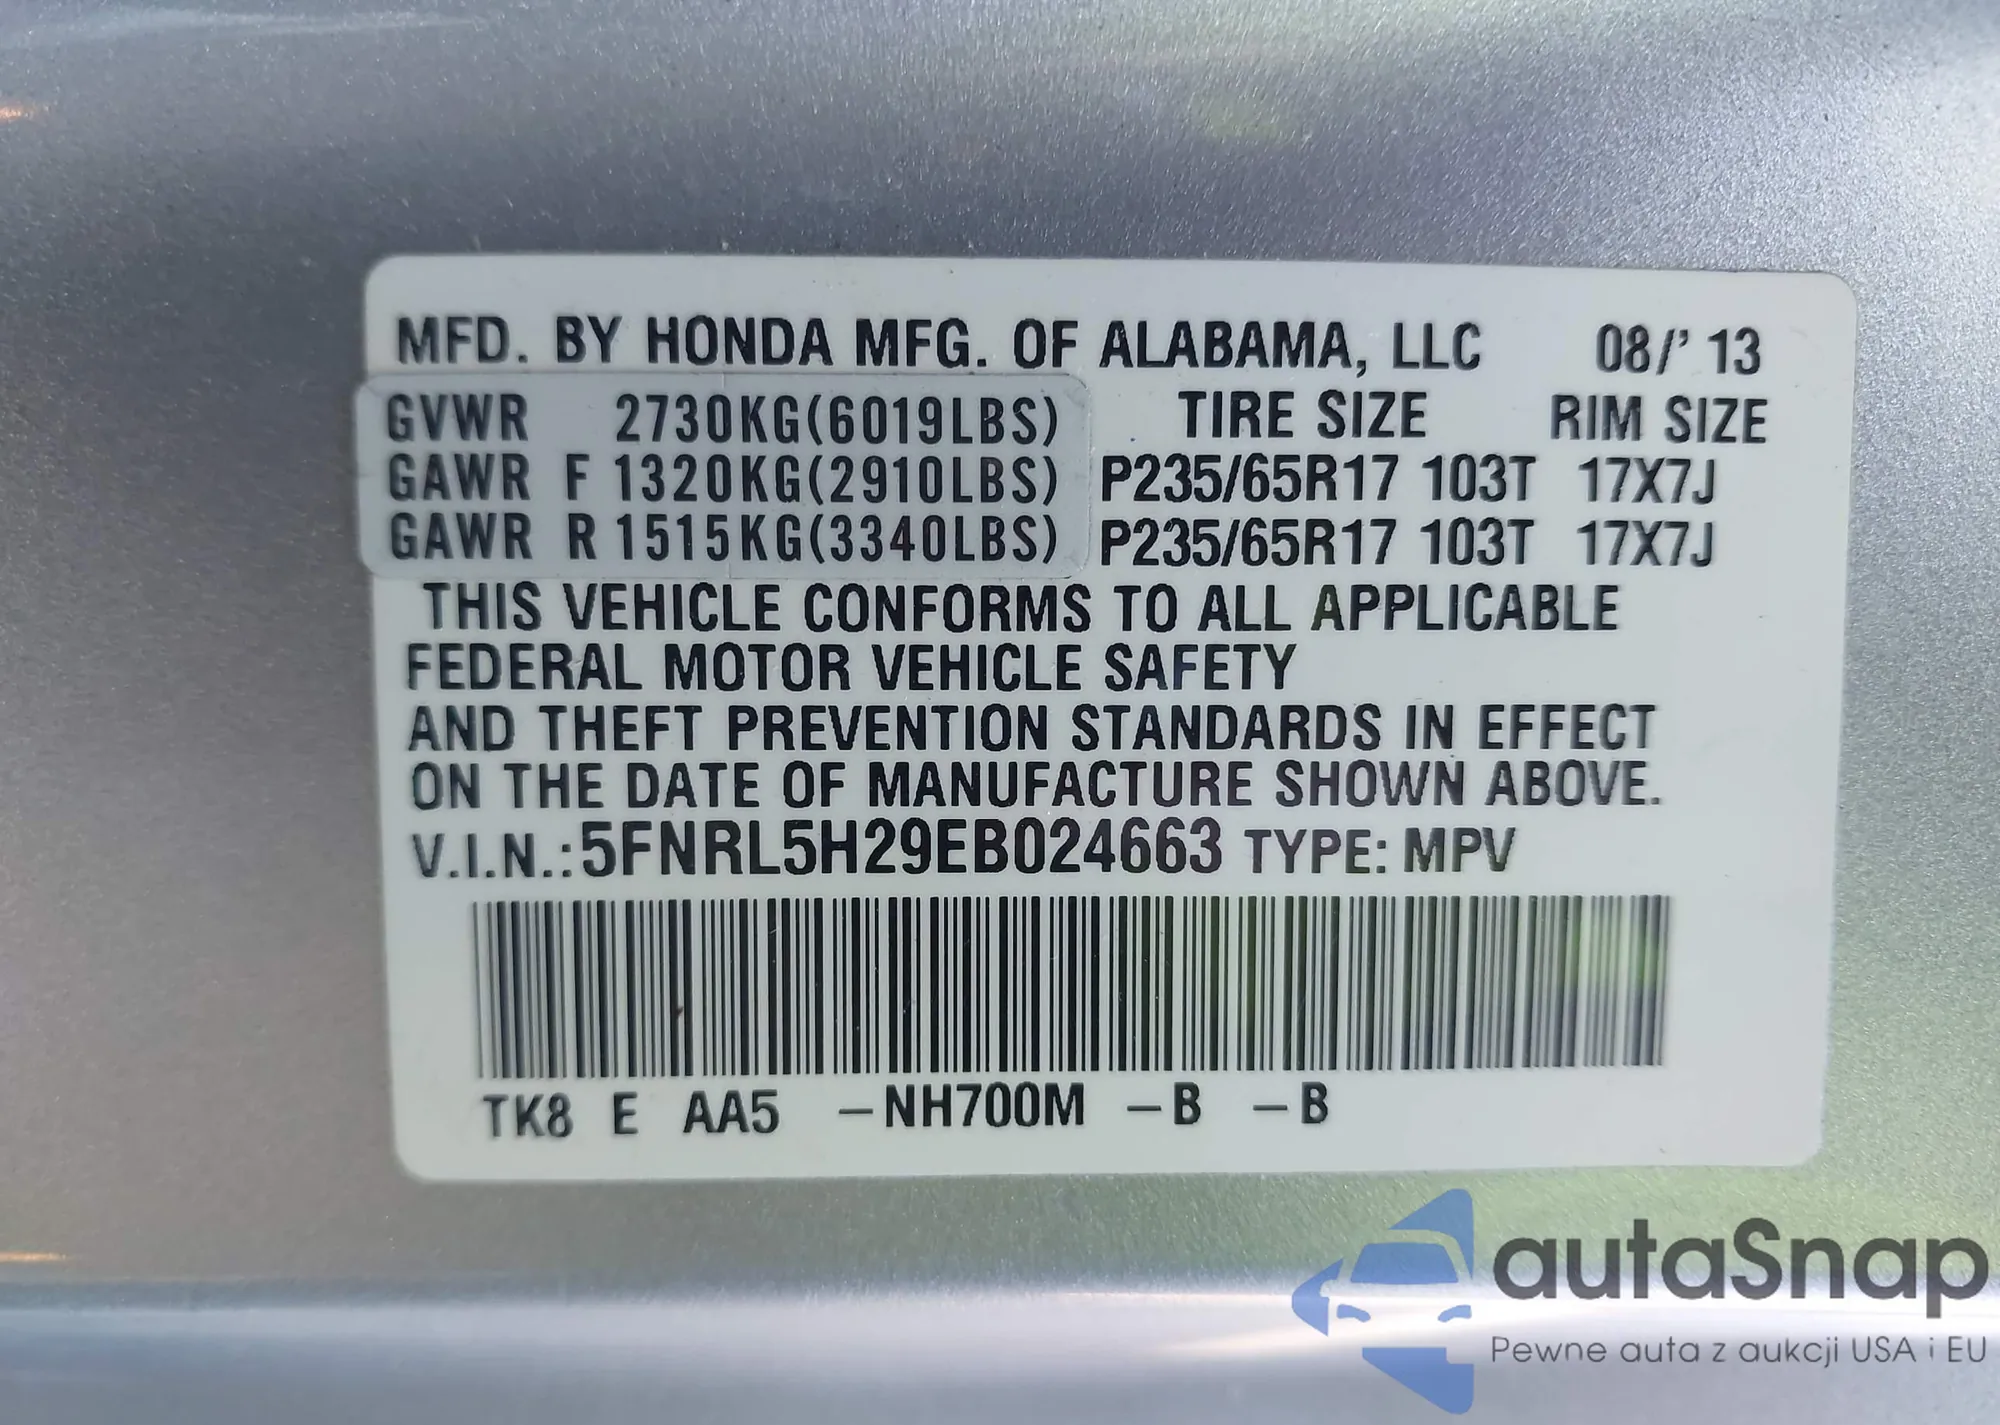 MFD. BY HONDA MFG. OF ALABAMA, LLC 08/' 13
GVWR 2730KG(6019LBS) TIRE SIZE RIM SIZE
GAWR F 1320KG(2910LBS) P235/65R17 103T 17X7J
GAWR R 1515KG(3340LBS) P235/65R17 103T 17X7J
THIS VEHICLE CONFORMS TO ALL APPLICABLE
FEDERAL MOTOR VEHICLE SAFETY
AND THEFT PREVENTION STANDARDS IN EFFECT
ON THE DATE OF MANUFACTURE SHOWN ABOVE.
V.I.N.: 5FNRL5H29EB024663 TYPE: MPV
TK8 E AA5 –NH700M –B –B
autaSnap
Pewne auta z aukcji USA i EU